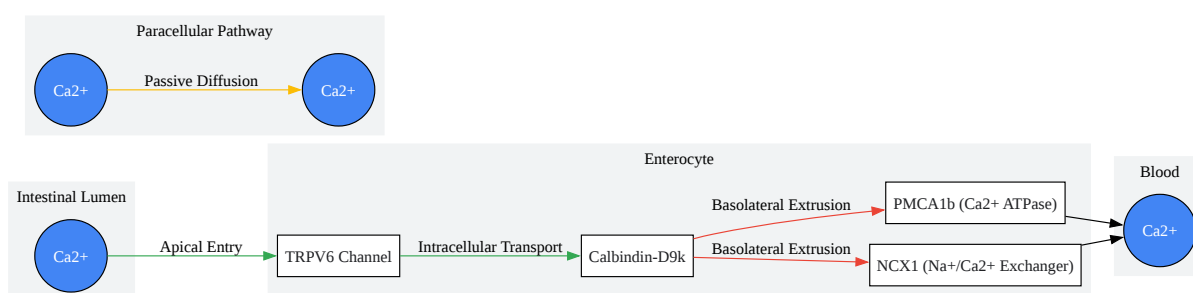 Paracellular Pathway
Ca2+
Passive Diffusion
Ca2+
Enterocyte
Intestinal Lumen
Ca2+
Apical Entry
TRPV6 Channel
Intracellular Transport
Calbindin-D9k
Basolateral Extrusion
PMCA1b (Ca2+ ATPase)
Basolateral Extrusion
NCX1 (Na+/Ca2+ Exchanger)
Blood
Ca2+